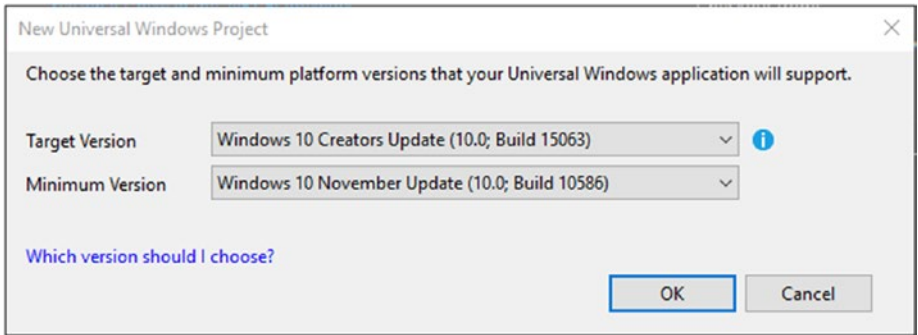 New Universal Windows Project
Choose the target and minimum platform versions that your Universal Windows application will support.
Target Version Windows 10 Creators Update (10.0; Build 15063)
Minimum Version Windows 10 November Update (10.0; Build 10586)
Which version should I choose?
OK Cancel